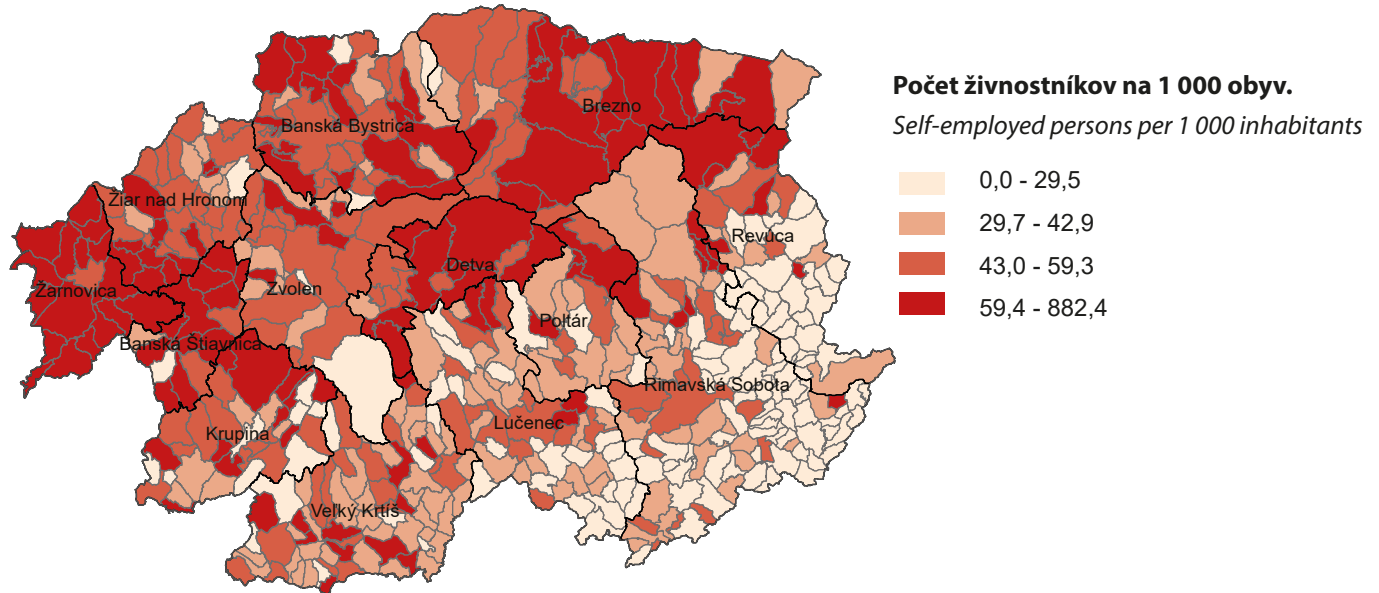 Počet živnostníkov na 1 000 obyv.
Self-employed persons per 1 000 inhabitants
0,0 - 29,5
29,7 - 42,9
43,0 - 59,3
59,4 - 882,4
Brezno
Banská Bystrica
Žiar nad Hronom
Revúca
Detva
Žarnovica
Zvolen
Poltár
Banská Štiavnica
Rimavská Sobota
Lučenec
Krupina
Veľký Krtíš